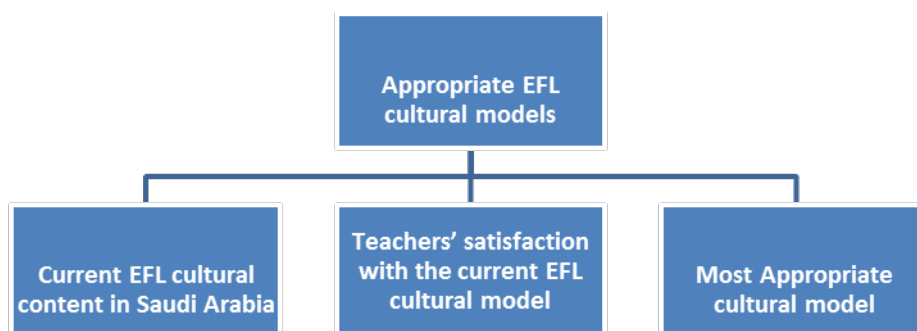 Appropriate EFL
cultural models
Current EFL cultural
content in Saudi Arabia
Teachers’ satisfaction
with the current EFL
cultural model
Most Appropriate
cultural model